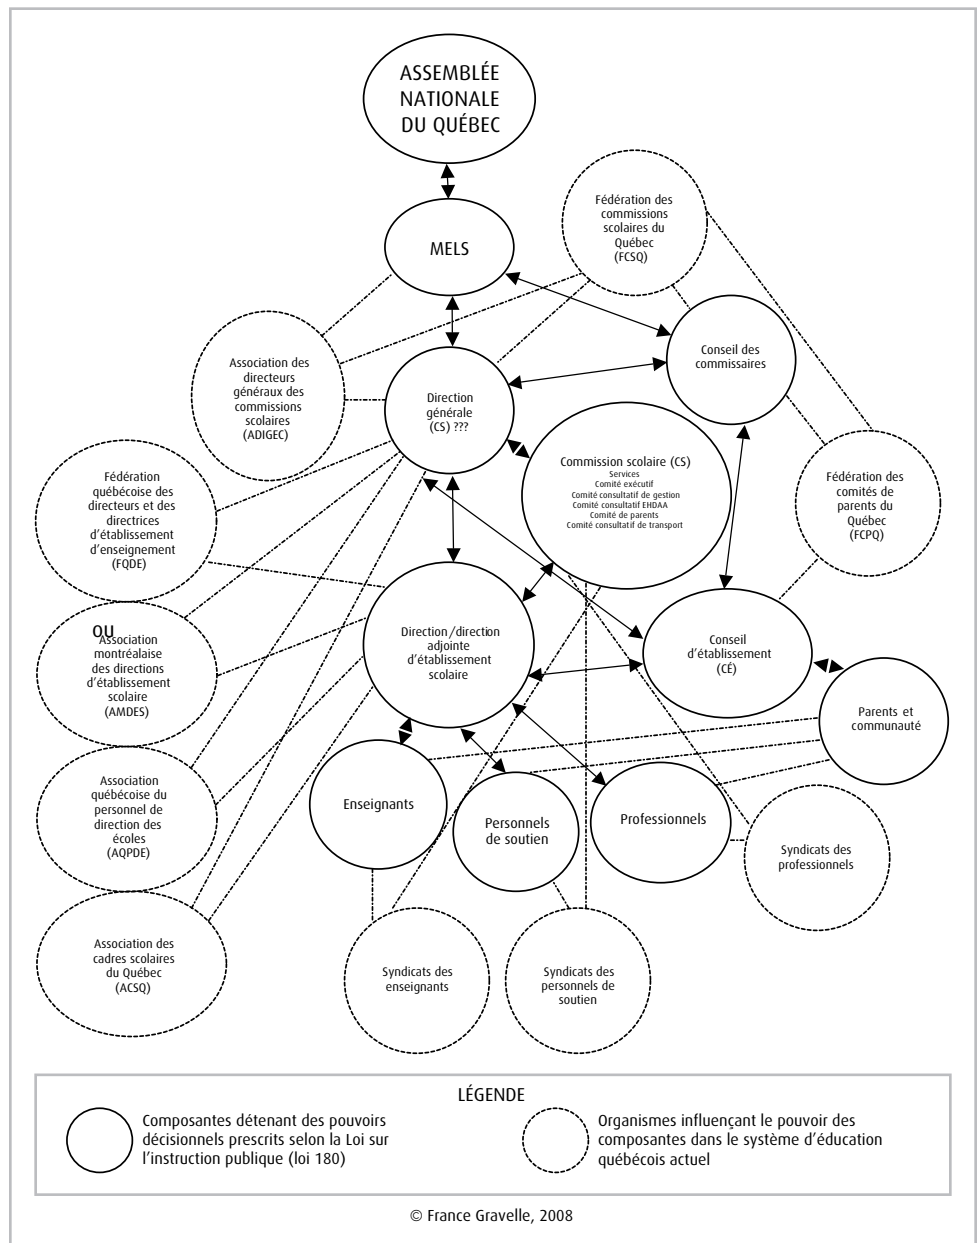 ASSEMBLÉE
NATIONALE
DU QUÉBEC
MELS
Fédération des
commissions
scolaires du
Québec
(FCSQ)
Association des
directeurs
généraux des
commissions
scolaires
(ADIGEC)
Direction
générale
(CS) ???
Conseil des
commissaires
Commission scolaire (CS)
Services
Comité exécutif
Comité consultatif de gestion
Comité consultatif EHDAA
Comité de parents
Comité consultatif de transport
Fédération
québécoise des
directeurs et des
directrices
d'établissement
d'enseignement
(FQDE)
Fédération des
comités de
parents du
Québec
(FCPQ)
OU
Association
montréalaise
des directions
d'établissement
scolaire
(AMDES)
Direction/direction
adjointe
d'établissement
scolaire
Conseil
d'établissement
(CÉ)
Parents et
communauté
Association
québécoise du
personnel de
direction des
écoles
(AQPDE)
Enseignants
Personnels
de soutien
Professionnels
Syndicats des
professionnels
Association des
cadres scolaires
du Québec
(ACSQ)
Syndicats des
enseignants
Syndicats des
personnels de
soutien
LÉGENDE
Composantes détenant des pouvoirs
décisionnels prescrits selon la Loi sur
l'instruction publique (loi 180)
Organismes influençant le pouvoir des
composantes dans le système d'éducation
québécois actuel
© France Gravelle, 2008